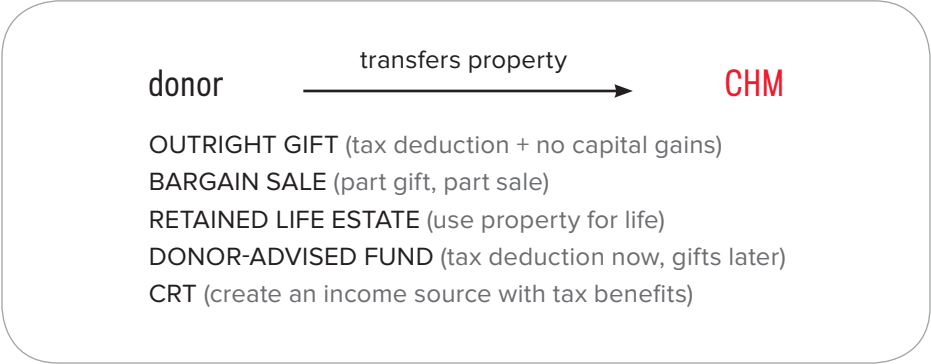 transfers property
donor CHM
OUTRIGHT GIFT (tax deduction + no capital gains)
BARGAIN SALE (part gift, part sale)
RETAINED LIFE ESTATE (use property for life)
DONOR-ADVISED FUND (tax deduction now, gifts later)
CRT (create an income source with tax benefits)